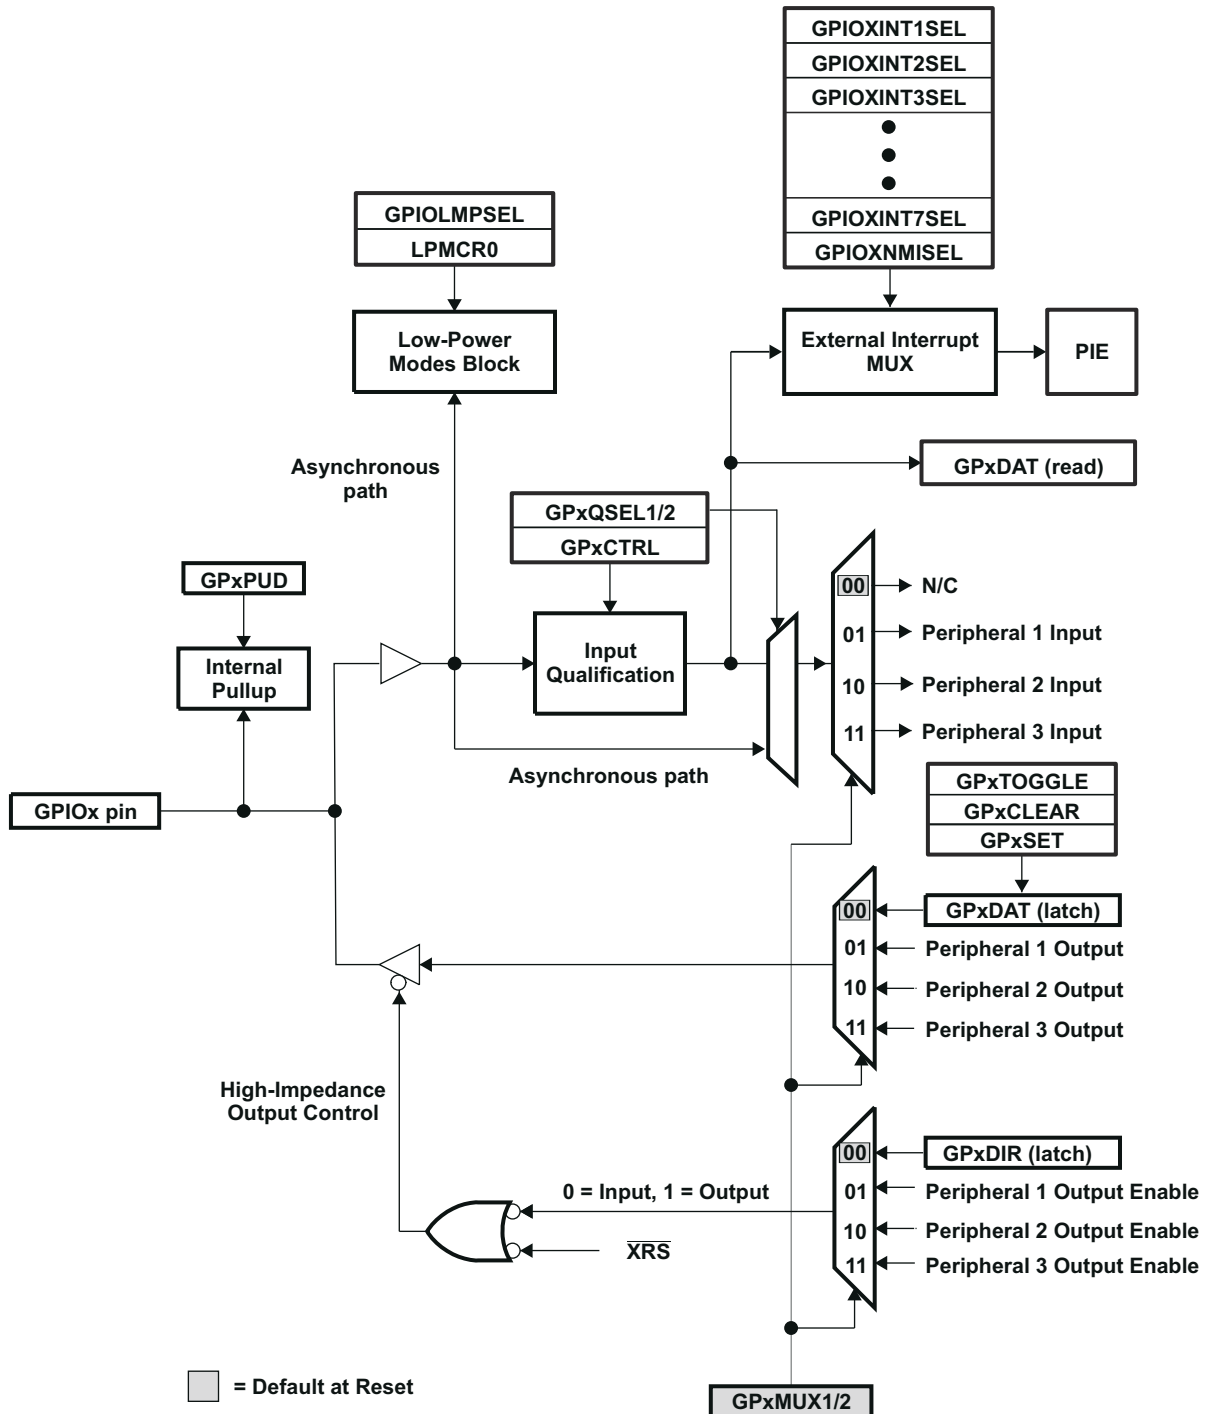 GPIOXINT1SEL
GPIOXINT2SEL
GPIOXINT3SEL
GPIOXINT7SEL
GPIOXNMISEL
GPIOLMPSEL
LPMCR0
Low-Power
Modes Block
External Interrupt
MUX
PIE
Asynchronous
path
GPxDAT (read)
GPxQSEL1/2
GPxCTRL
GPxPUD
Internal
Pullup
Input
Qualification
00
N/C
01
Peripheral 1 Input
10
Peripheral 2 Input
11
Peripheral 3 Input
Asynchronous path
GPIOx pin
GPxTOGGLE
GPxCLEAR
GPxSET
00
GPxDAT (latch)
01
Peripheral 1 Output
10
Peripheral 2 Output
11
Peripheral 3 Output
High-Impedance
Output Control
00
GPxDIR (latch)
0 = Input, 1 = Output
01
Peripheral 1 Output Enable
10
Peripheral 2 Output Enable
11
Peripheral 3 Output Enable
XRS
= Default at Reset
GPxMUX1/2